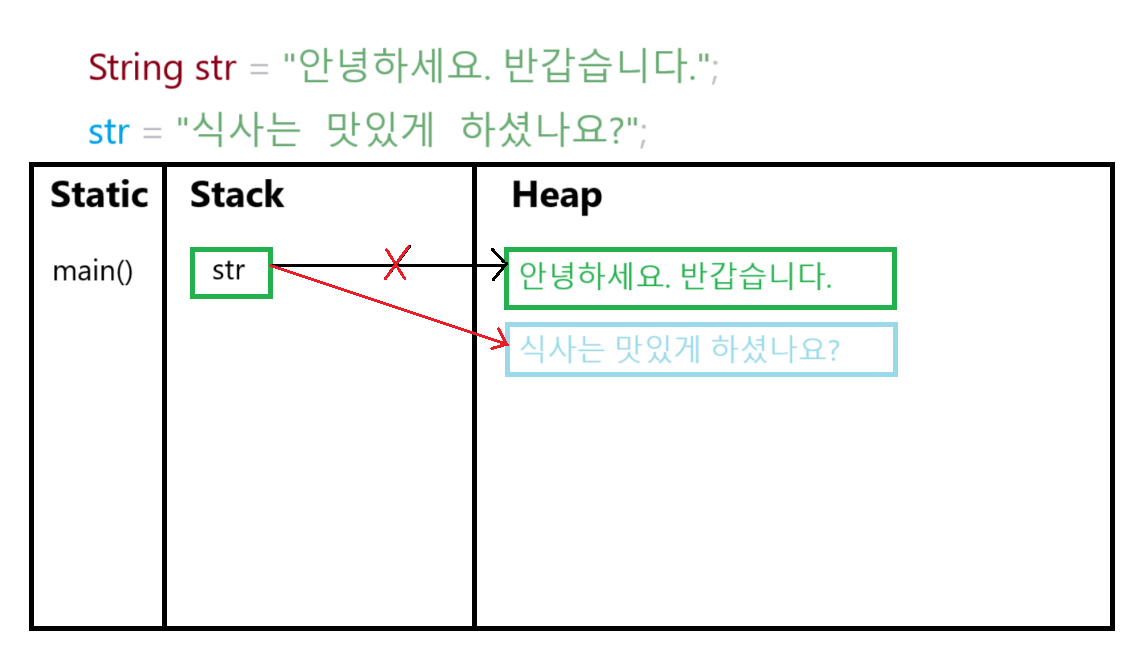 String str = "안녕하세요. 반갑습니다.";
str = "식사는 맛있게 하셨나요?";
Static Stack Heap
main() str 안녕하세요. 반갑습니다.
식사는 맛있게 하셨나요?